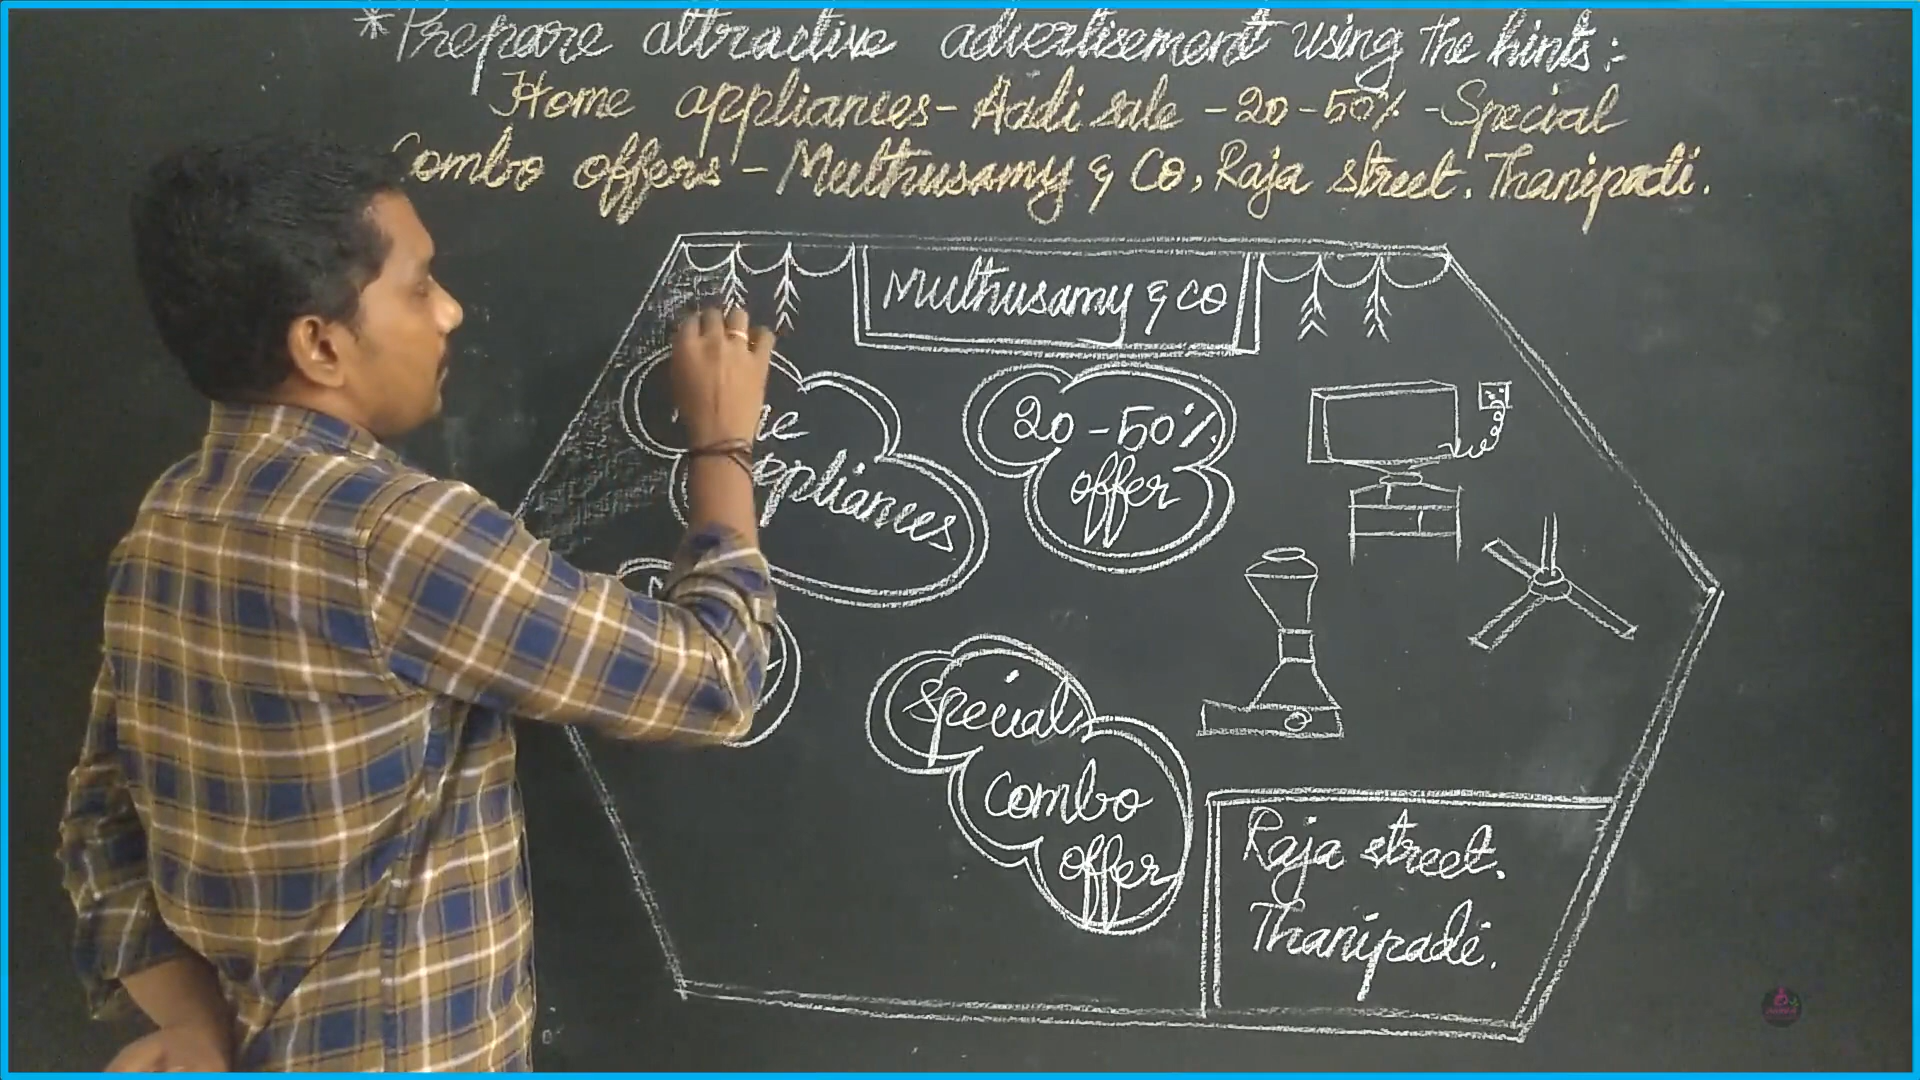 *Prepare attractive advertisement using the hints:-
Home appliances - Aadi sale - 20 - 50% - Special
Combo offers - Muthusamy & Co, Raja street. Thanipadi.
Muthusamy & co
appliances
20 - 50%
offer
Special
Combo
offer
Raja street.
Thanipadi.